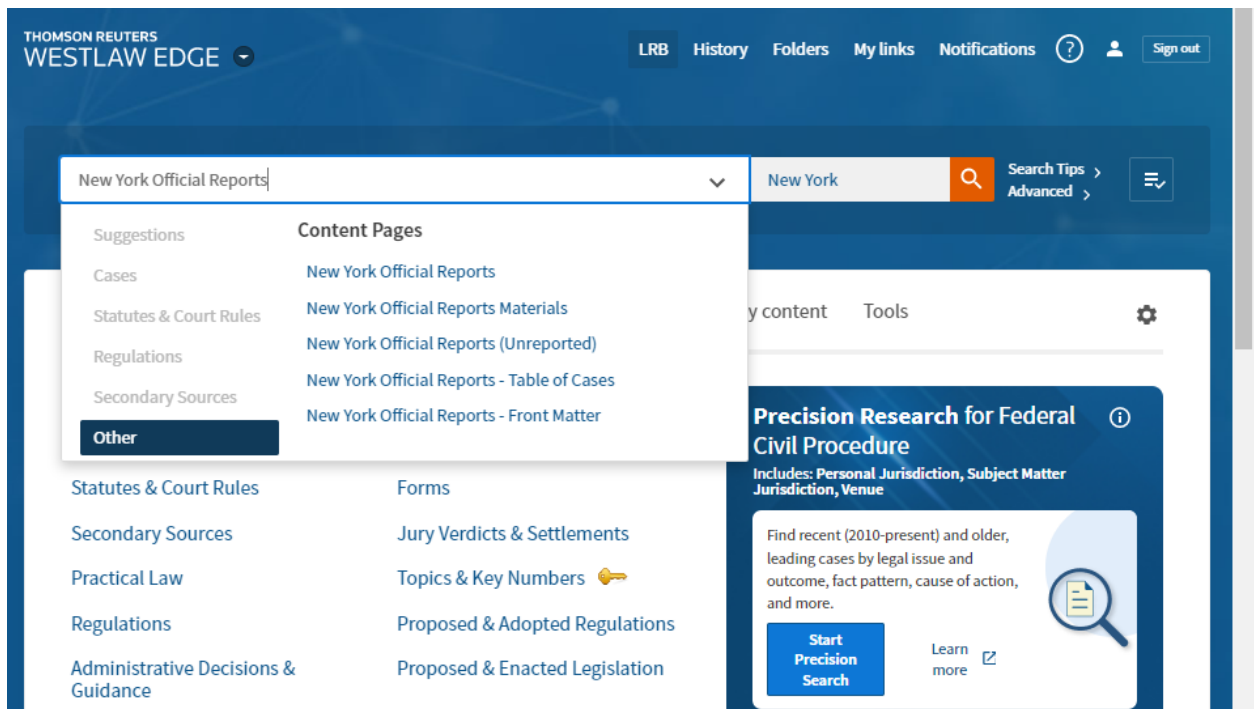 THOMSON REUTERS
WESTLAW EDGE
LRB History Folders My links Notifications ? Sign out
New York Official Reports
New York
Search Tips
Advanced
Suggestions
Cases
Statutes & Court Rules
Regulations
Secondary Sources
Other
Content Pages
New York Official Reports
New York Official Reports Materials
New York Official Reports (Unreported)
New York Official Reports - Table of Cases
New York Official Reports - Front Matter
y content Tools
Statutes & Court Rules
Secondary Sources
Practical Law
Regulations
Administrative Decisions &
Guidance
Forms
Jury Verdicts & Settlements
Topics & Key Numbers
Proposed & Adopted Regulations
Proposed & Enacted Legislation
Precision Research for Federal
Civil Procedure
Includes: Personal Jurisdiction, Subject Matter
Jurisdiction, Venue
Find recent (2010-present) and older,
leading cases by legal issue and
outcome, fact pattern, cause of action,
and more.
Start
Precision
Search
Learn
more